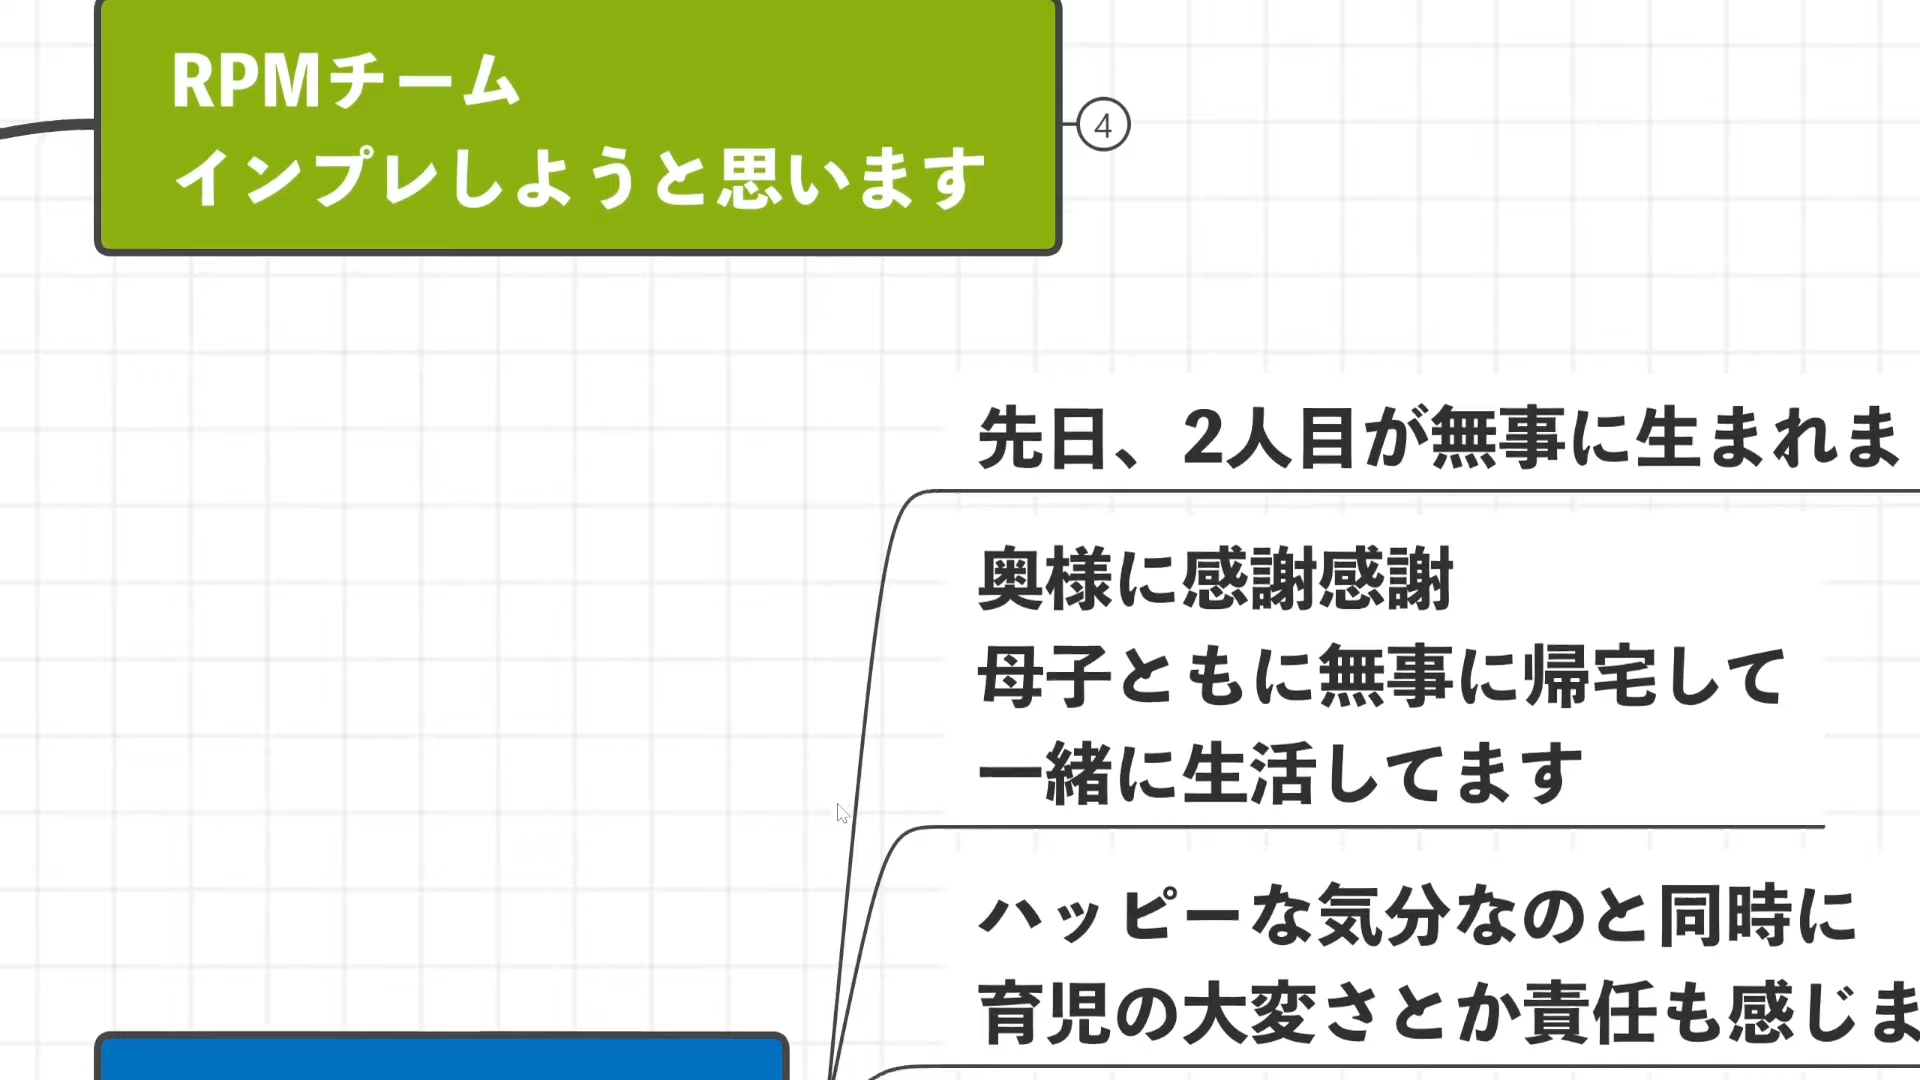 RPMチーム
インプレしようと思います
4
先日、2人目が無事に生まれま
奥様に感謝感謝
母子ともに無事に帰宅して
一緒に生活してます
ハッピーな気分なのと同時に
育児の大変さとか責任も感じま